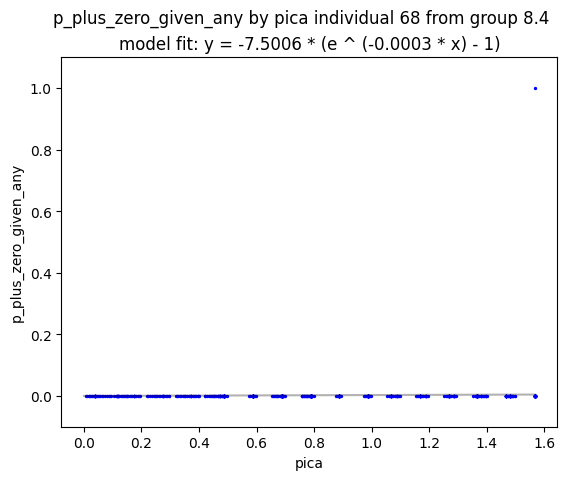 p_plus_zero_given_any by pica individual 68 from group 8.4
model fit: y = -7.5006 * (e ^ (-0.0003 * x) - 1)
1.0
0.8
0.6
0.4
0.2
0.0
p_plus_zero_given_any
0.0 0.2 0.4 0.6 0.8 1.0 1.2 1.4 1.6
pica